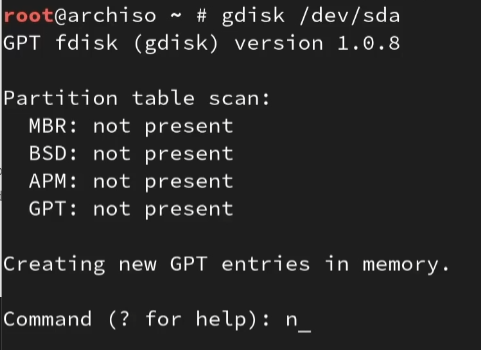 root@archiso ~ # gdisk /dev/sda
GPT fdisk (gdisk) version 1.0.8
Partition table scan:
MBR: not present
BSD: not present
APM: not present
GPT: not present
Creating new GPT entries in memory.
Command (? for help): n_